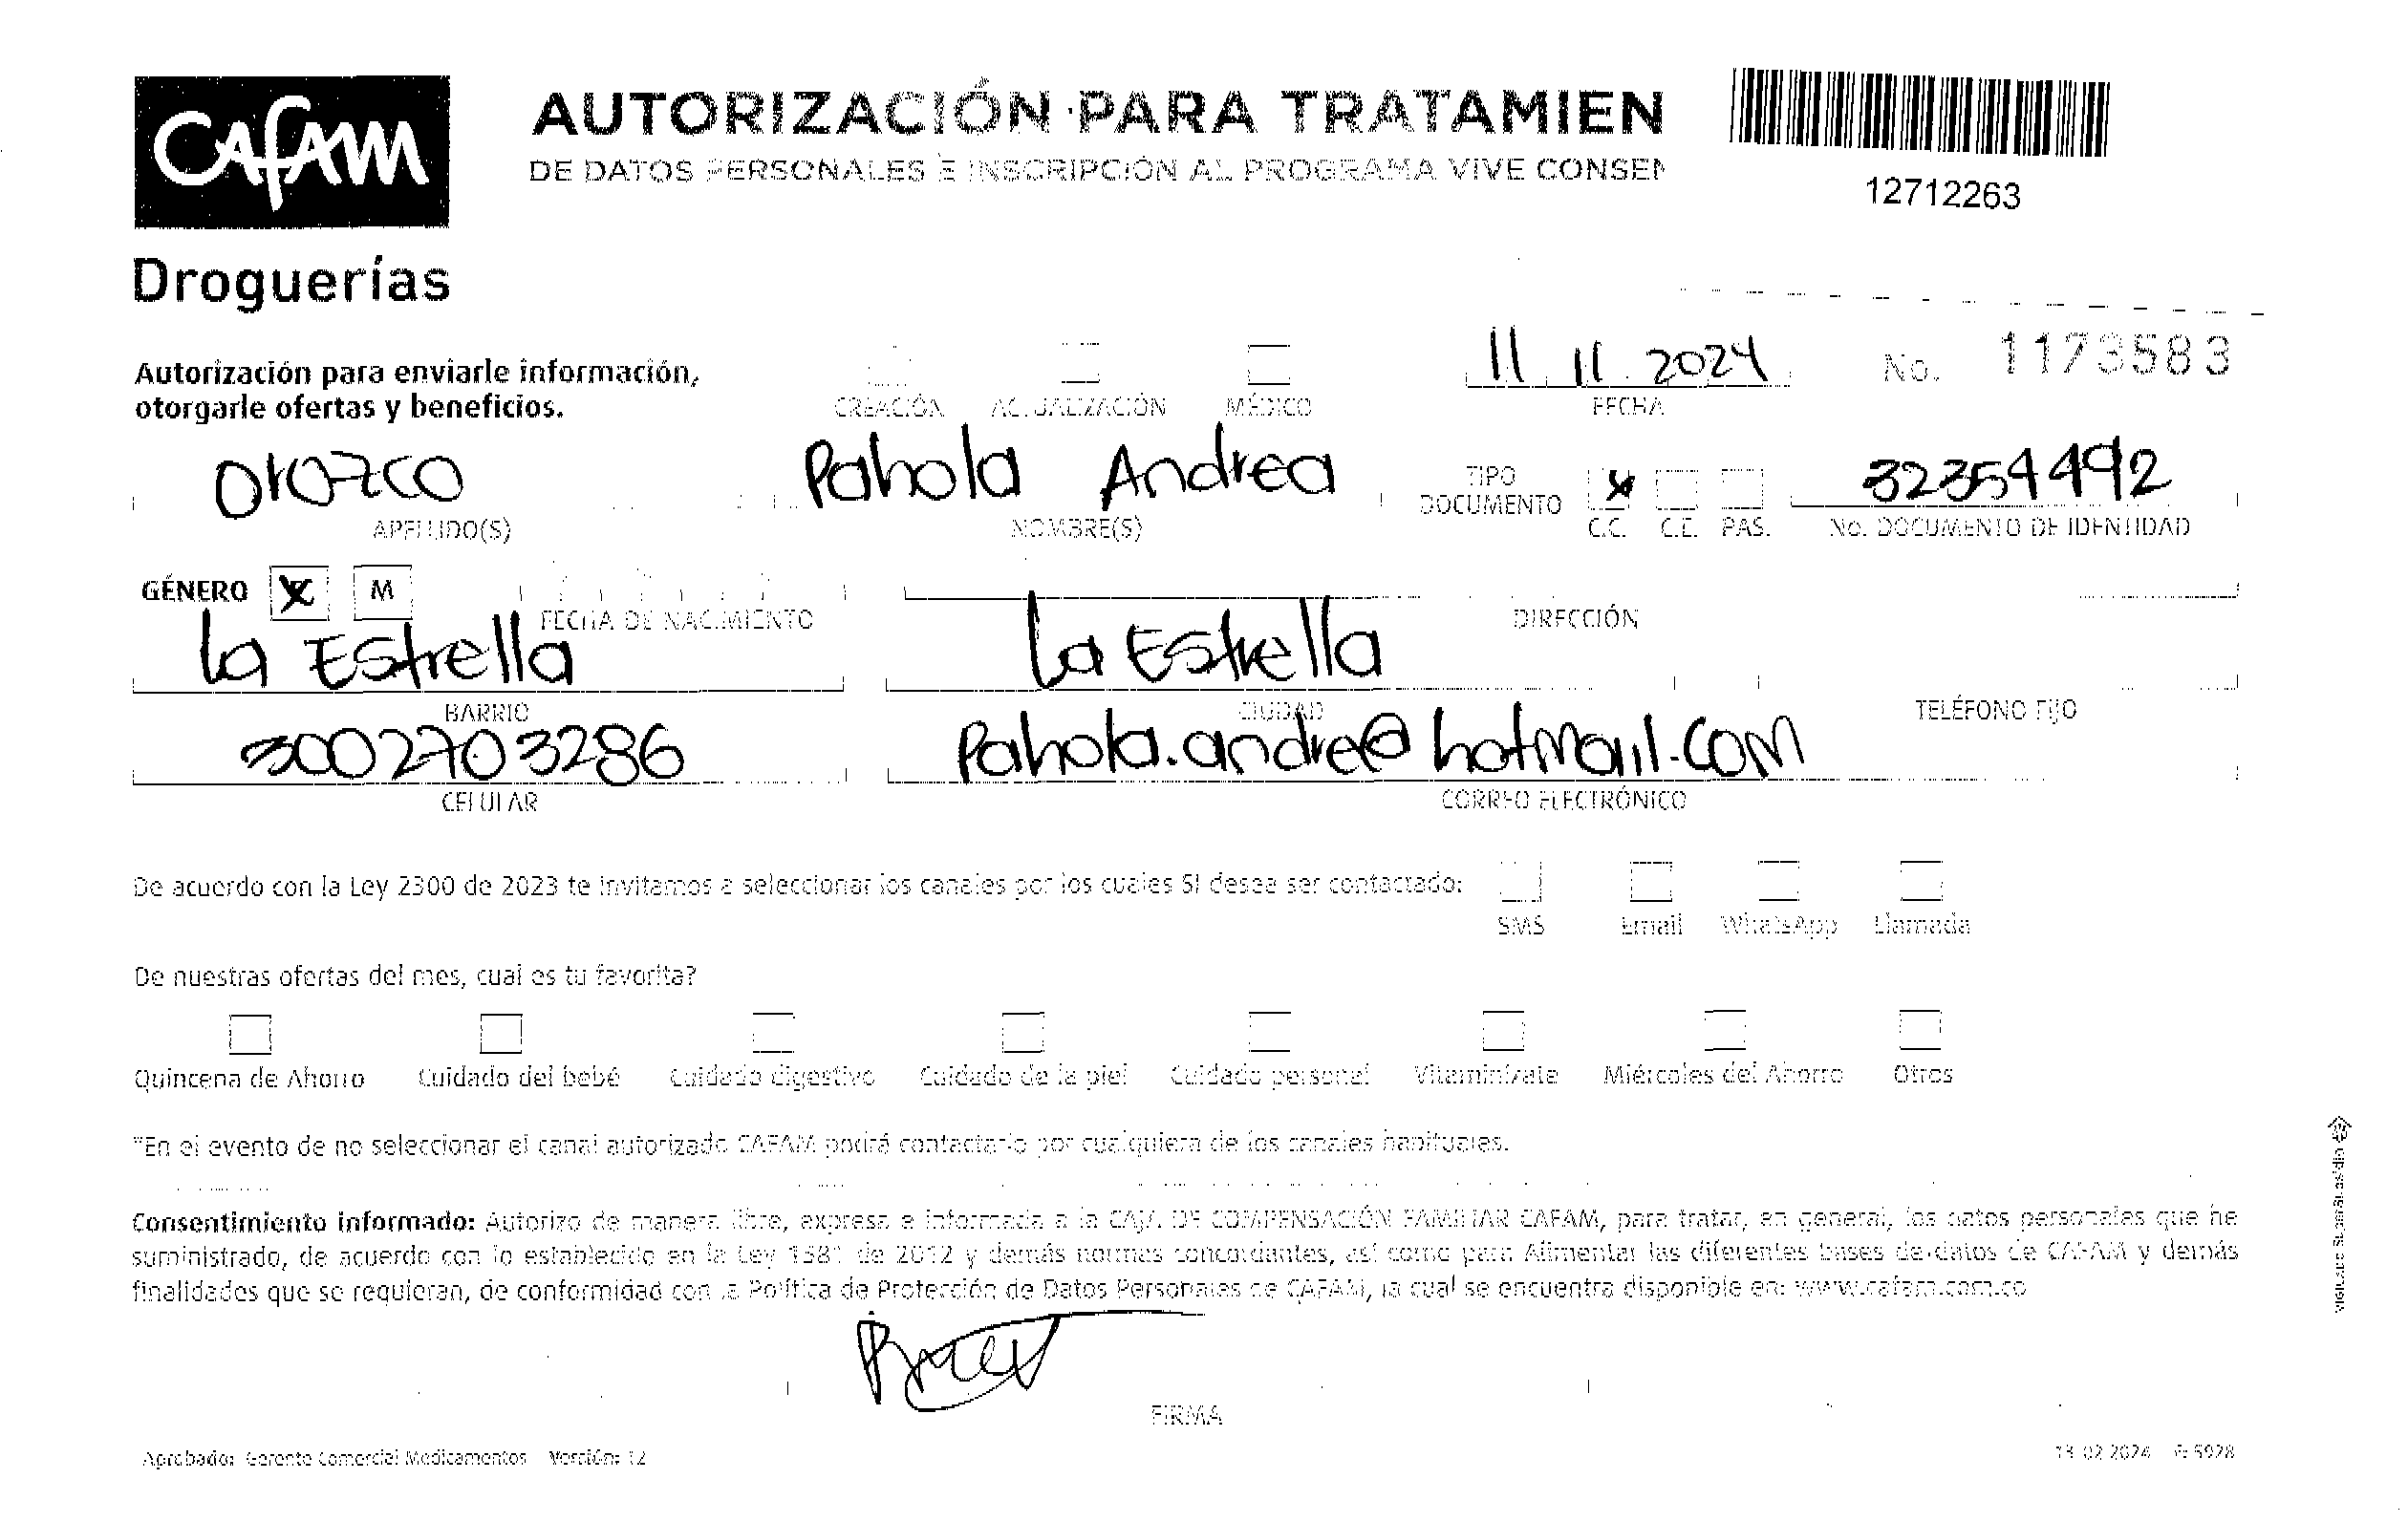 CAFAM
Droguerías
AUTORIZACIÓN PARA TRATAMIEN
DE DATOS PERSONALES E INSCRIPCIÓN AL PROGRAMA VIVE CONSEN
12712263
Autorización para enviarle información,
otorgarle ofertas y beneficios.
CREACIÓN ACTUALIZACIÓN MÉDICO
11 11 2024
FECHA
No. 1173583
Orozco Pahola Andrea
APELLIDO(S) NOMBRE(S)
TIPO DOCUMENTO X C.C. C.E. PAS.
32354492
No. DOCUMENTO DE IDENTIDAD
GÉNERO X M
FECHA DE NACIMIENTO DIRECCIÓN
La Estrella La Estrella
BARRIO CIUDAD TELÉFONO FIJO
3002703286 Pahola.andre@hotmail.com
CELULAR CORREO ELECTRÓNICO
De acuerdo con la Ley 2300 de 2023 te invitamos a seleccionar los canales por los cuales SI desea ser contactado:
SMS Email WhatsApp Llamada
De nuestras ofertas del mes, cual es tu favorita?
Quincena de Ahorro Cuidado del bebé Cuidado digestivo Cuidado de la piel Cuidado personal Vitaminízate Miércoles del Ahorro Otros
*En el evento de no seleccionar el canal autorizado CAFAM podrá contactarlo por cualquiera de los canales habituales.
Consentimiento informado: Autorizo de manera libre, expresa e informada a la CAJA DE COMPENSACIÓN FAMILIAR CAFAM, para tratar, en general, los datos personales que he
suministrado, de acuerdo con lo establecido en la Ley 1581 de 2012 y demás normas concordantes, así como para Alimentar las diferentes bases de datos de CAFAM y demás
finalidades que se requieran, de conformidad con la Política de Protección de Datos Personales de CAFAM, la cual se encuentra disponible en: www.cafam.com.co
FIRMA
Aprobado: Gerente Comercial Medicamentos Versión: 12
13 02 2024
Vigilado SuperSubsidio